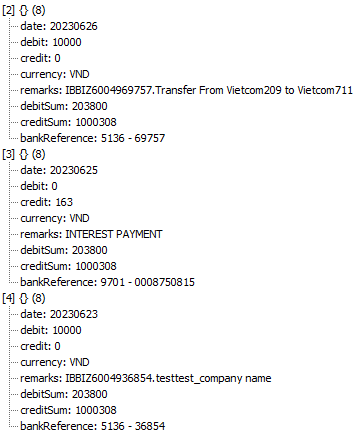 [2] {} (8)
date: 20230626
debit: 10000
credit: 0
currency: VND
remarks: IBBIZ6004969757.Transfer From Vietcom209 to Vietcom711
debitSum: 203800
creditSum: 1000308
bankReference: 5136 - 69757
[3] {} (8)
date: 20230625
debit: 0
credit: 163
currency: VND
remarks: INTEREST PAYMENT
debitSum: 203800
creditSum: 1000308
bankReference: 9701 - 0008750815
[4] {} (8)
date: 20230623
debit: 10000
credit: 0
currency: VND
remarks: IBBIZ6004936854.testtest_company name
debitSum: 203800
creditSum: 1000308
bankReference: 5136 - 36854